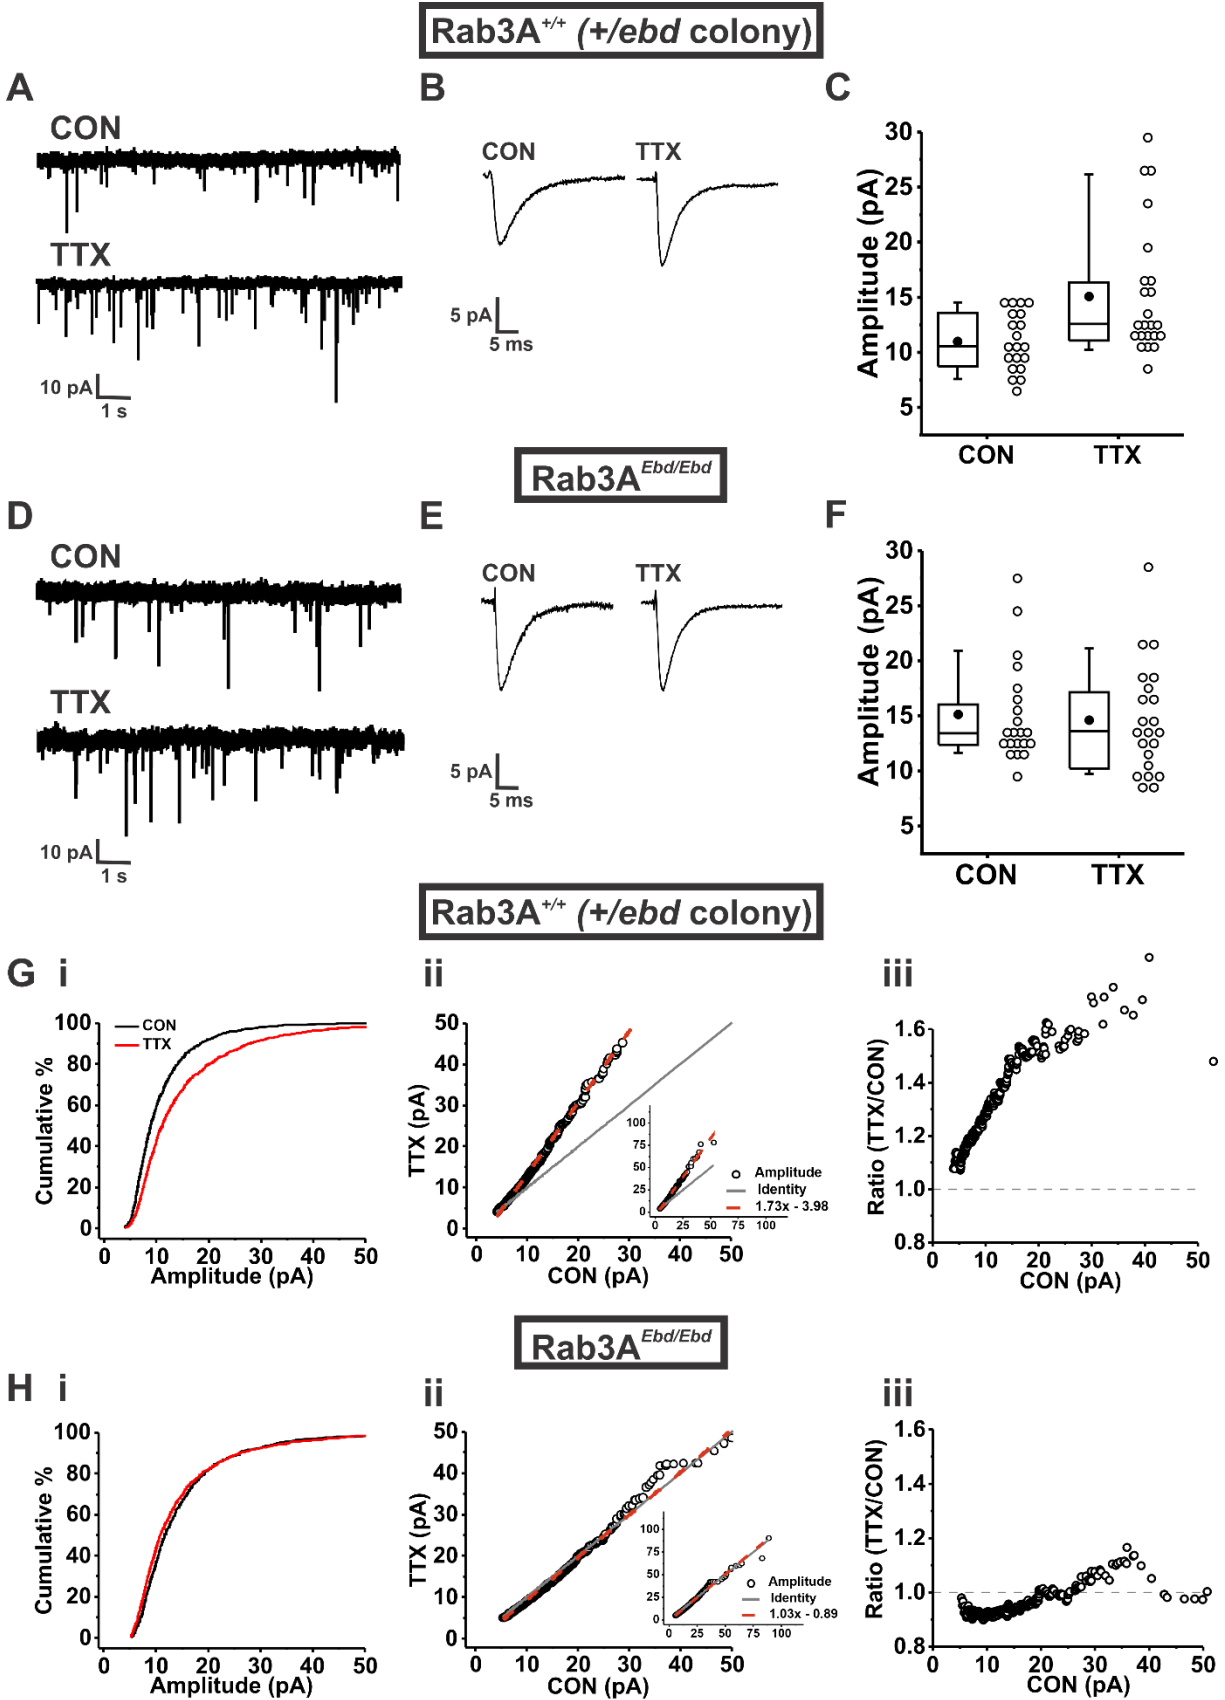 Rab3A+/+ (+/ebd colony)
A
B
C
CON
TTX
10 pA
1 s
CON
TTX
5 pA
5 ms
Amplitude (pA)
30
25
20
15
10
5
CON
TTX
Rab3AEbd/Ebd
D
E
F
CON
TTX
10 pA
1 s
CON
TTX
5 pA
5 ms
Amplitude (pA)
30
25
20
15
10
5
CON
TTX
Rab3A+/+ (+/ebd colony)
G i
ii
iii
Cumulative %
100
80
60
40
20
0
CON
TTX
0 10 20 30 40 50
Amplitude (pA)
TTX (pA)
50
40
30
20
10
0
100
75
50
25
0
0 25 50 75 100
Amplitude
Identity
1.73x - 3.98
0 10 20 30 40 50
CON (pA)
Ratio (TTX/CON)
1.6
1.4
1.2
1.0
0.8
0 10 20 30 40 50
CON (pA)
Rab3AEbd/Ebd
H i
ii
iii
Cumulative %
100
80
60
40
20
0
0 10 20 30 40 50
Amplitude (pA)
TTX (pA)
50
40
30
20
10
0
100
75
50
25
0
0 25 50 75 100
Amplitude
Identity
1.03x - 0.89
0 10 20 30 40 50
CON (pA)
Ratio (TTX/CON)
1.6
1.4
1.2
1.0
0.8
0 10 20 30 40 50
CON (pA)